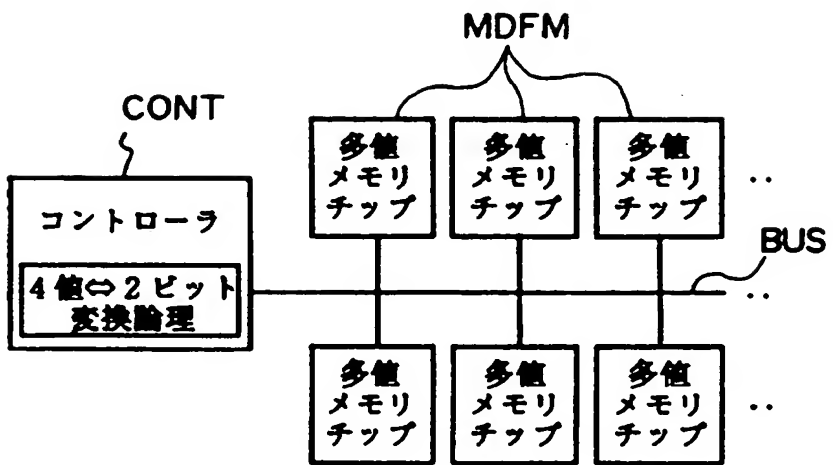 MDFM
CONT
多値
メモリ
チップ
多値
メモリ
チップ
多値
メモリ
チップ
‥
コントローラ
4値⇔2ビット
変換論理
BUS
‥
多値
メモリ
チップ
多値
メモリ
チップ
多値
メモリ
チップ
‥